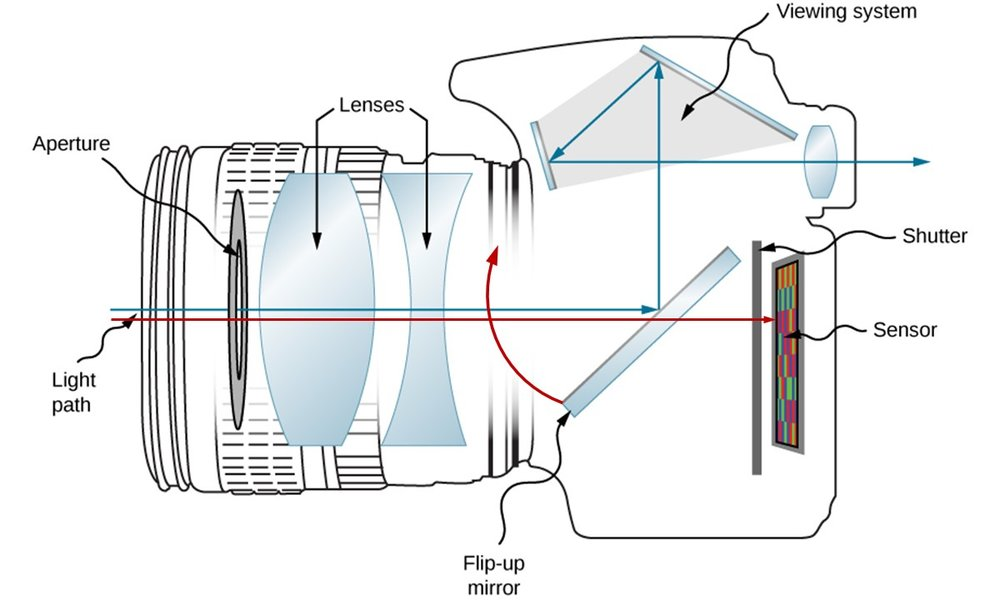 Viewing system
Lenses
Aperture
Shutter
Sensor
Light
path
Flip-up
mirror